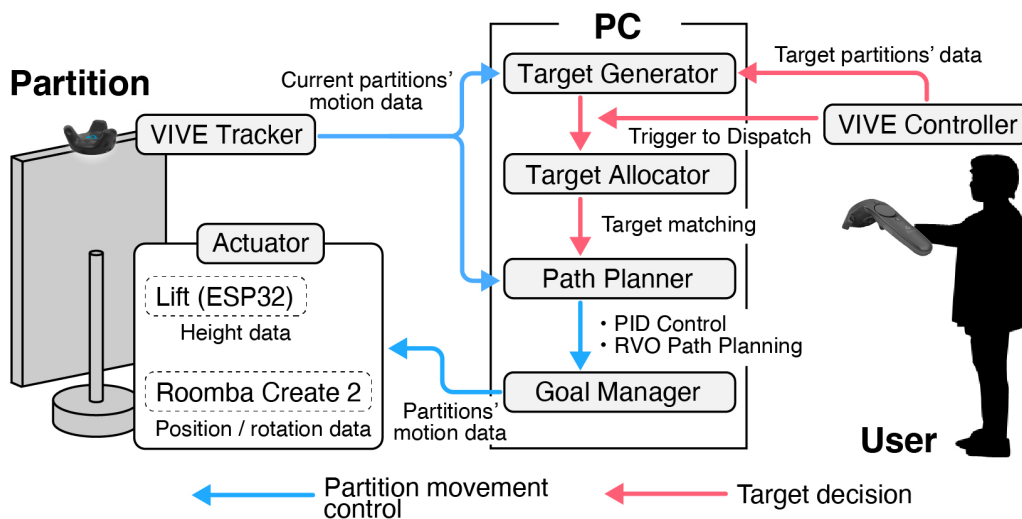 PC
Partition
VIVE Tracker
Current partitions’
motion data
Target Generator
Target partitions’ data
VIVE Controller
Trigger to Dispatch
Target Allocator
Target matching
Actuator
Lift (ESP32)
Height data
Roomba Create 2
Position / rotation data
Path Planner
・PID Control
・RVO Path Planning
Goal Manager
Partitions’
motion data
User
Partition movement
control
Target decision